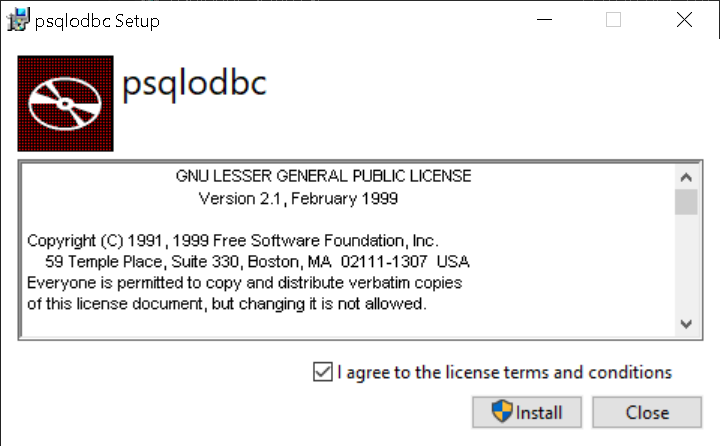 psqlodbc Setup
psqlodbc
GNU LESSER GENERAL PUBLIC LICENSE
Version 2.1, February 1999
Copyright (C) 1991, 1999 Free Software Foundation, Inc.
59 Temple Place, Suite 330, Boston, MA  02111-1307  USA
Everyone is permitted to copy and distribute verbatim copies
of this license document, but changing it is not allowed.
I agree to the license terms and conditions
Install
Close